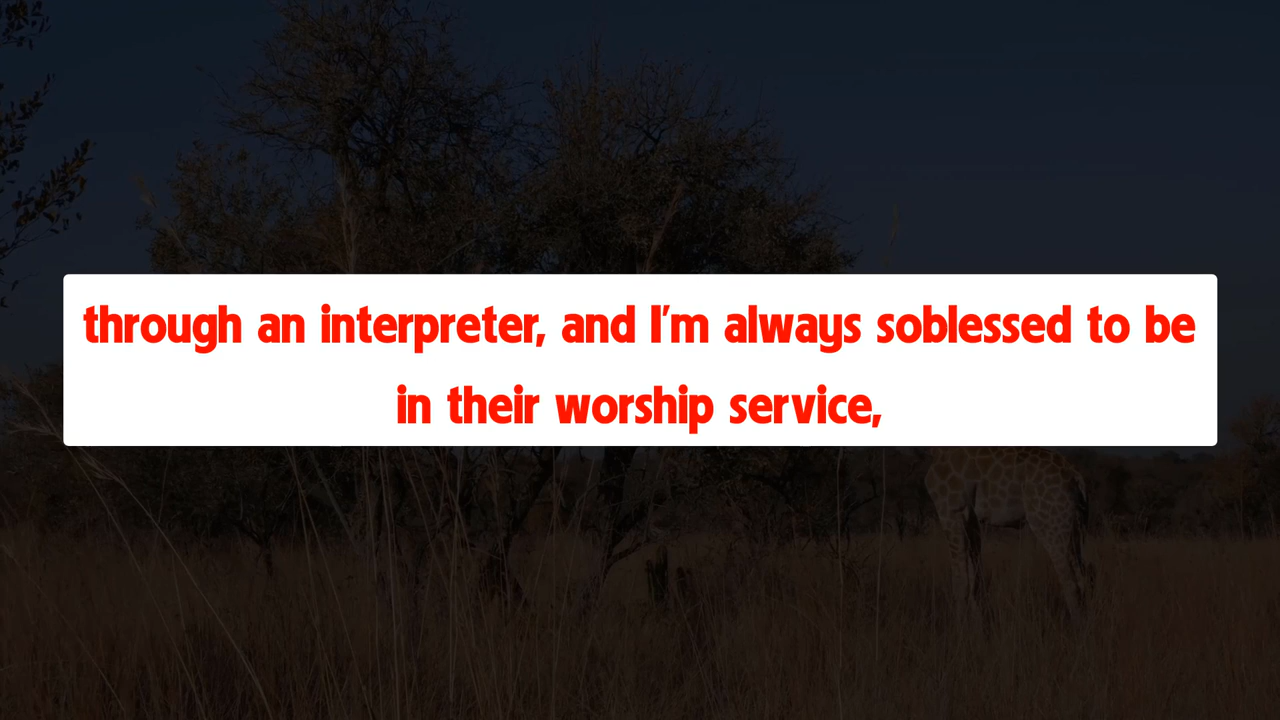 through an interpreter, and I'm always soblessed to be
in their worship service,